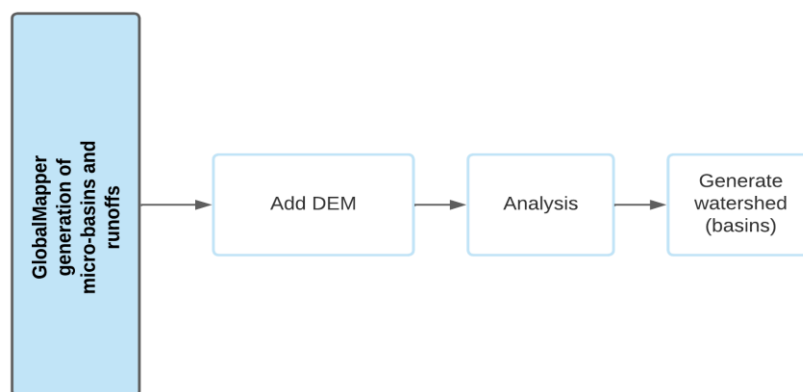 GlobalMapper
generation of
micro-basins and
runoffs
Add DEM
Analysis
Generate
watershed
(basins)